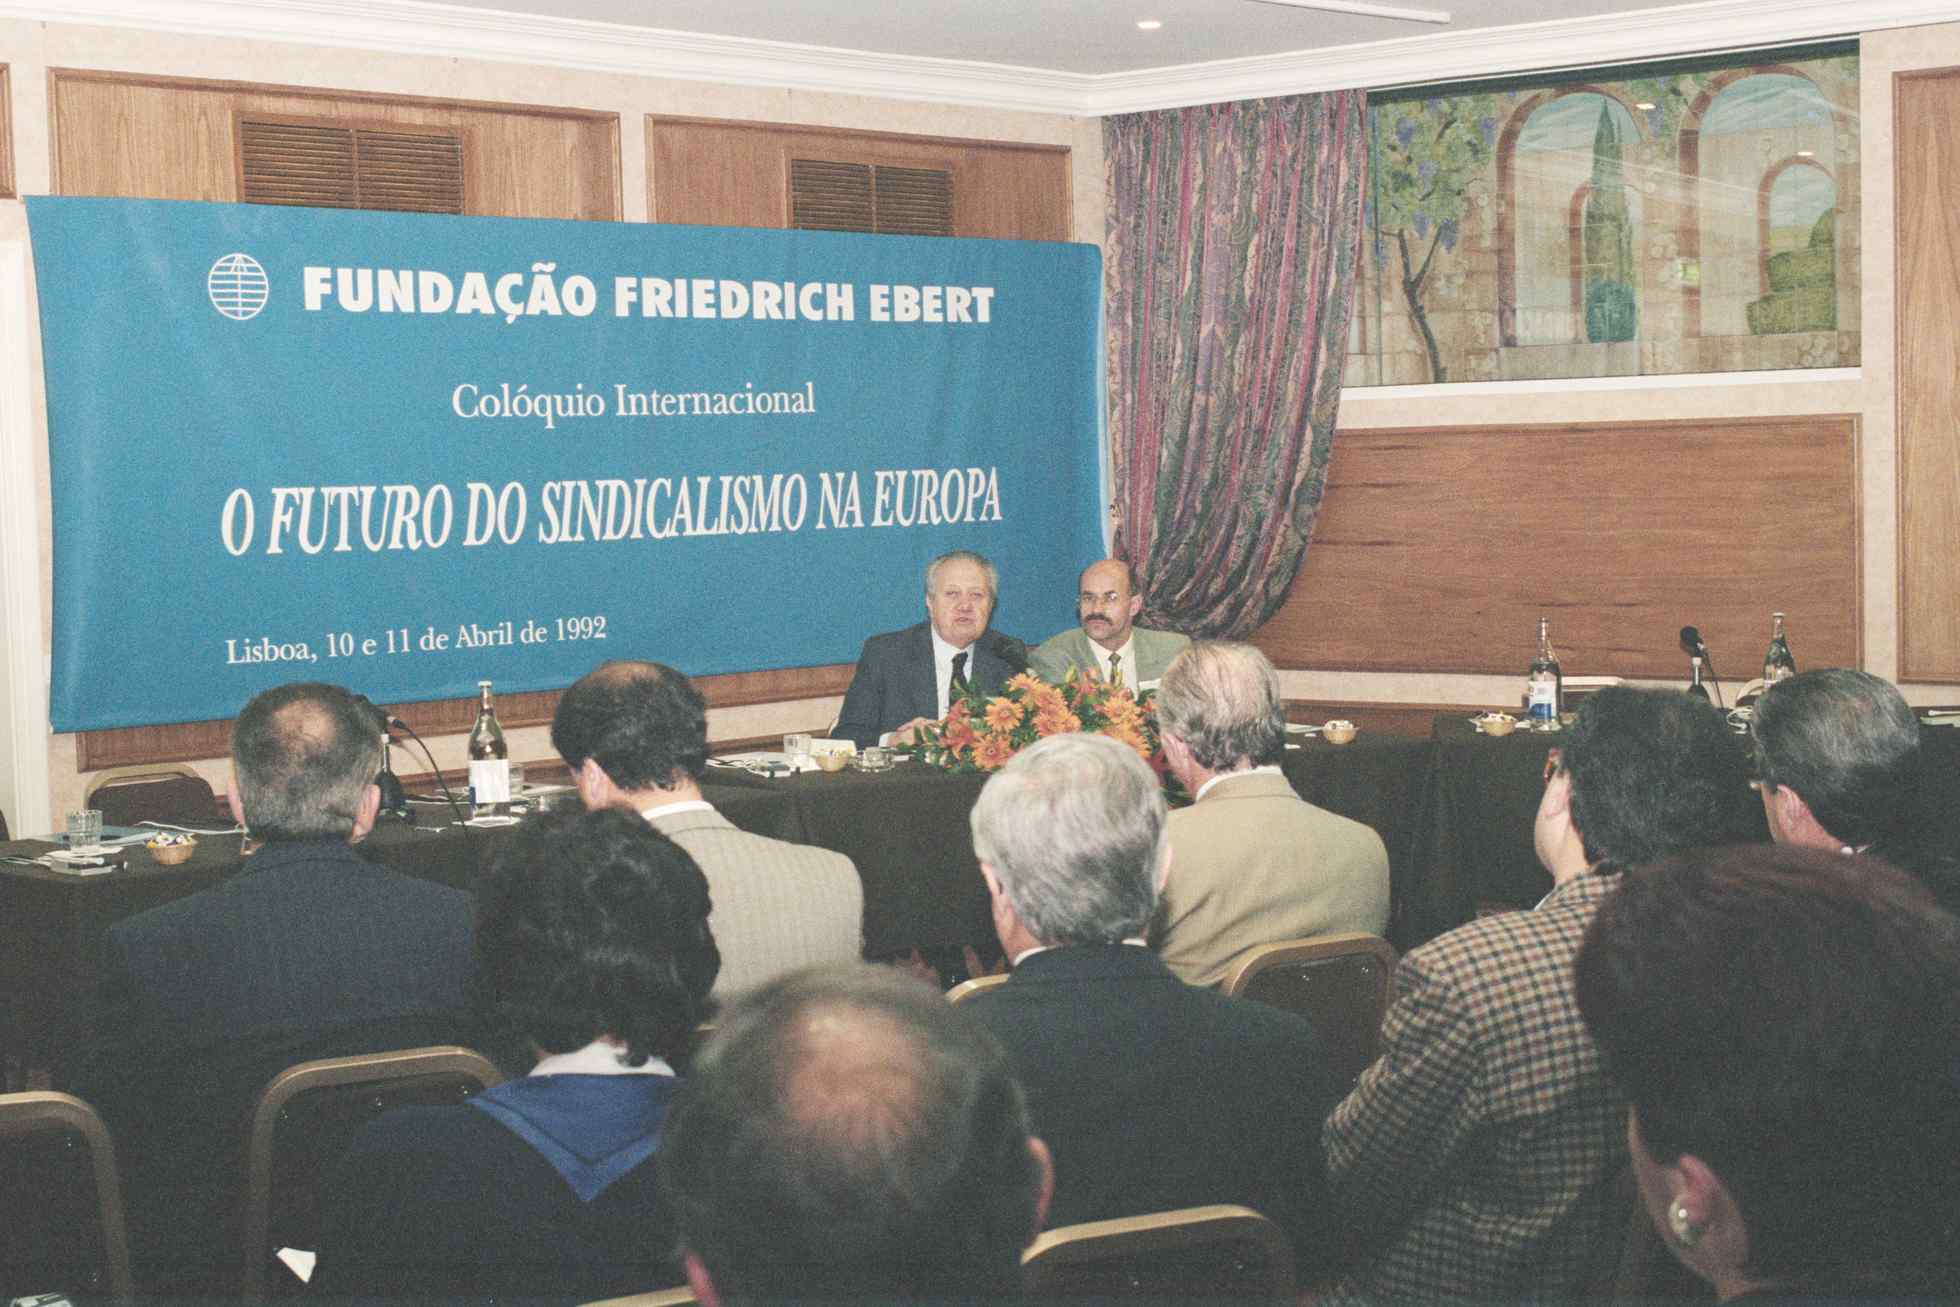 FUNDAÇÃO FRIEDRICH EBERT
Colóquio Internacional
O FUTURO DO SINDICALISMO NA EUROPA
Lisboa, 10 e 11 de Abril de 1992